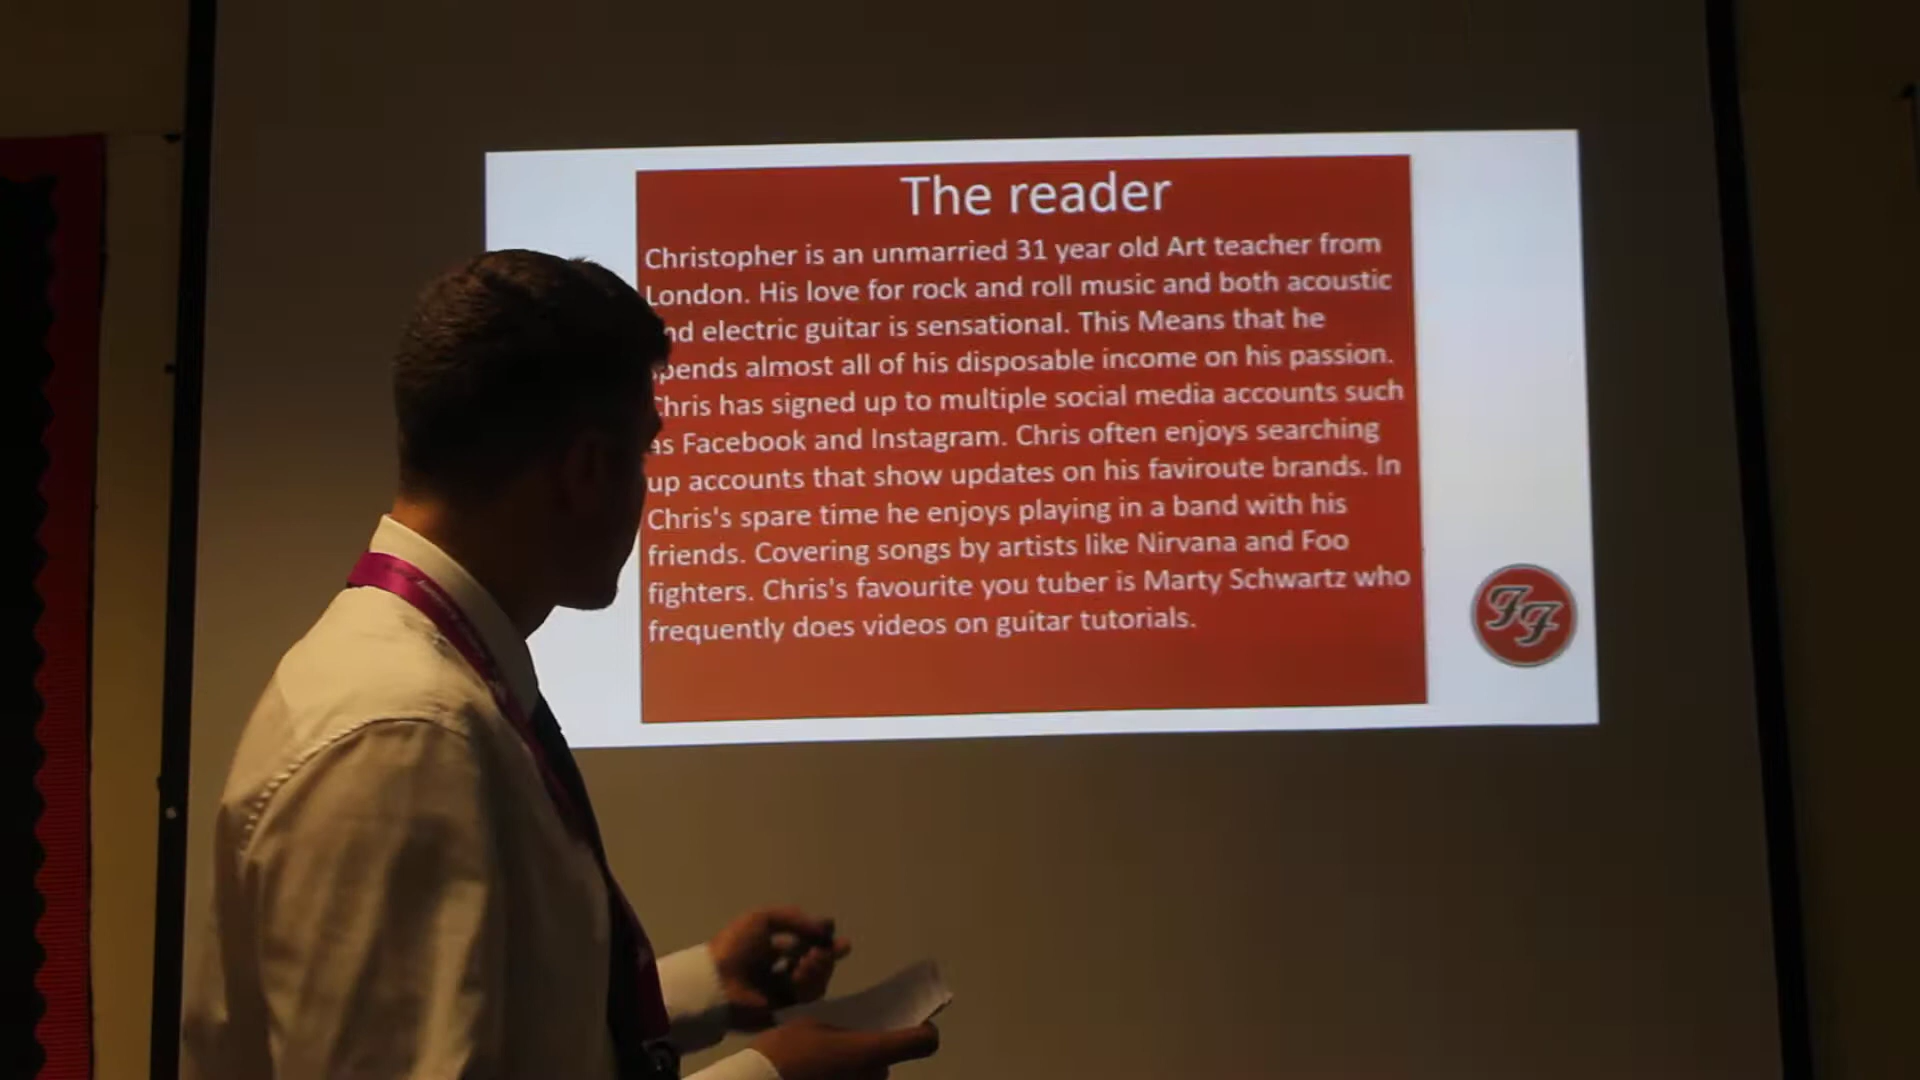 The reader
Christopher is an unmarried 31 year old Art teacher from
London. His love for rock and roll music and both acoustic
nd electric guitar is sensational. This Means that he
pends almost all of his disposable income on his passion.
Chris has signed up to multiple social media accounts such
as Facebook and Instagram. Chris often enjoys searching
up accounts that show updates on his faviroute brands. In
Chris's spare time he enjoys playing in a band with his
friends. Covering songs by artists like Nirvana and Foo
fighters. Chris's favourite you tuber is Marty Schwartz who
frequently does videos on guitar tutorials.
FF